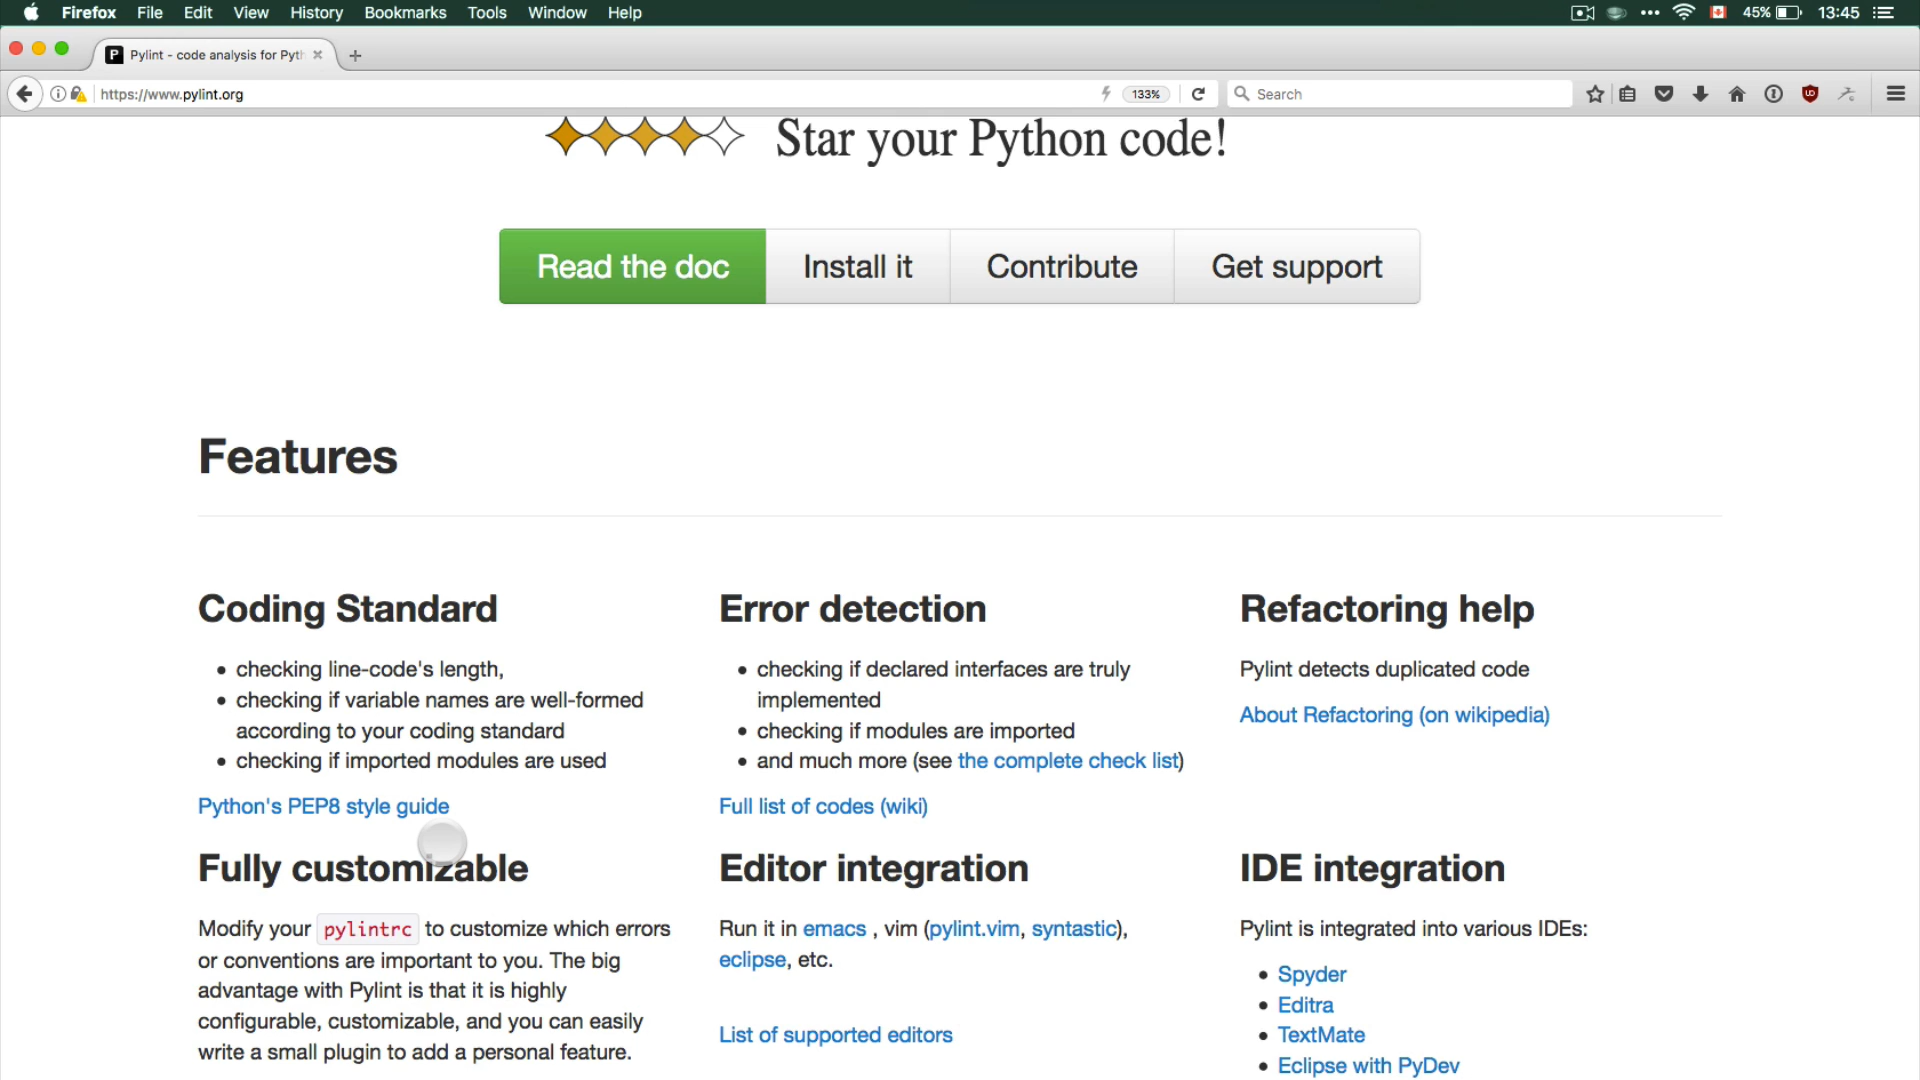 Firefox File Edit View History Bookmarks Tools Window Help 45% 13:45
P Pylint - code analysis for Pyth
https://www.pylint.org 133% Search
Star your Python code!
Read the doc Install it Contribute Get support
Features
Coding Standard
checking line-code's length,
checking if variable names are well-formed
according to your coding standard
checking if imported modules are used
Python's PEP8 style guide
Error detection
checking if declared interfaces are truly
implemented
checking if modules are imported
and much more (see the complete check list)
Full list of codes (wiki)
Refactoring help
Pylint detects duplicated code
About Refactoring (on wikipedia)
Fully customizable
Modify your pylintrc to customize which errors
or conventions are important to you. The big
advantage with Pylint is that it is highly
configurable, customizable, and you can easily
write a small plugin to add a personal feature.
Editor integration
Run it in emacs , vim (pylint.vim, syntastic),
eclipse, etc.
List of supported editors
IDE integration
Pylint is integrated into various IDEs:
Spyder
Editra
TextMate
Eclipse with PyDev